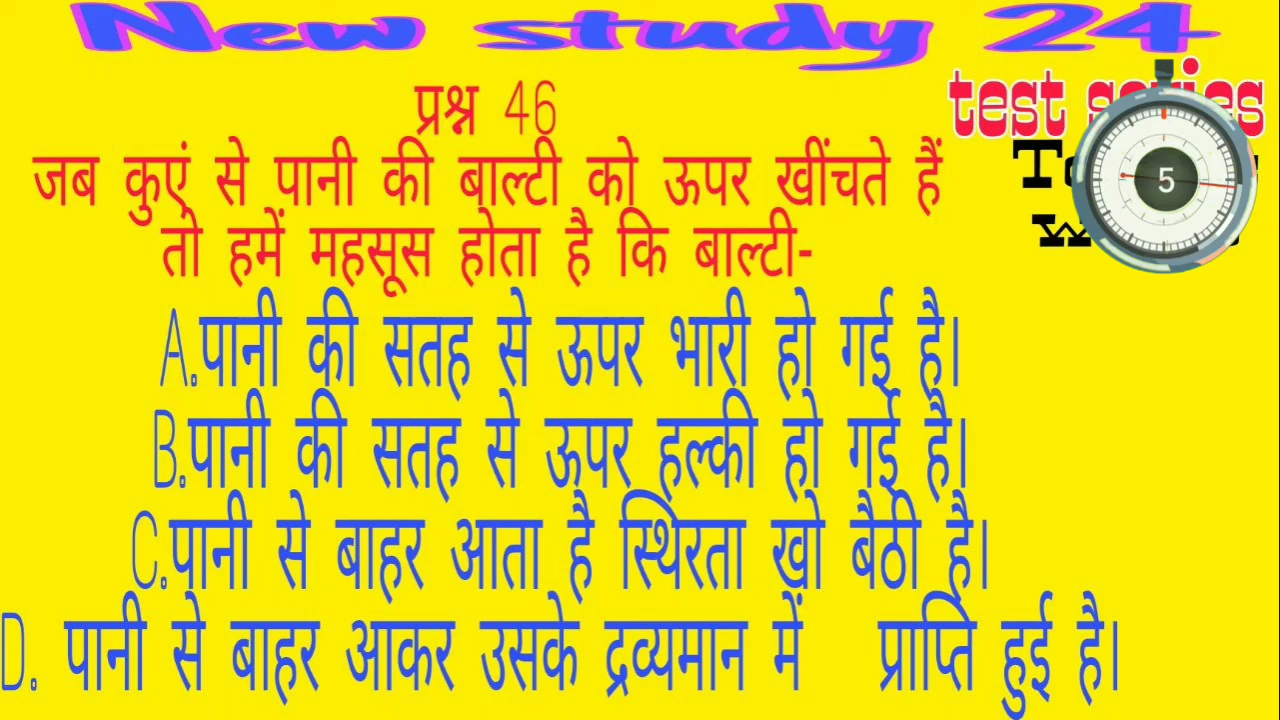 New study 24
test series
5
प्रश्न 46
जब कुएं से पानी की बाल्टी को ऊपर खींचते हैं
तो हमें महसूस होता है कि बाल्टी-
A.पानी की सतह से ऊपर भारी हो गई है।
B.पानी की सतह से ऊपर हल्की हो गई है।
C.पानी से बाहर आता है स्थिरता खो बैठी है।
D. पानी से बाहर आकर उसके द्रव्यमान में प्राप्ति हुई है।